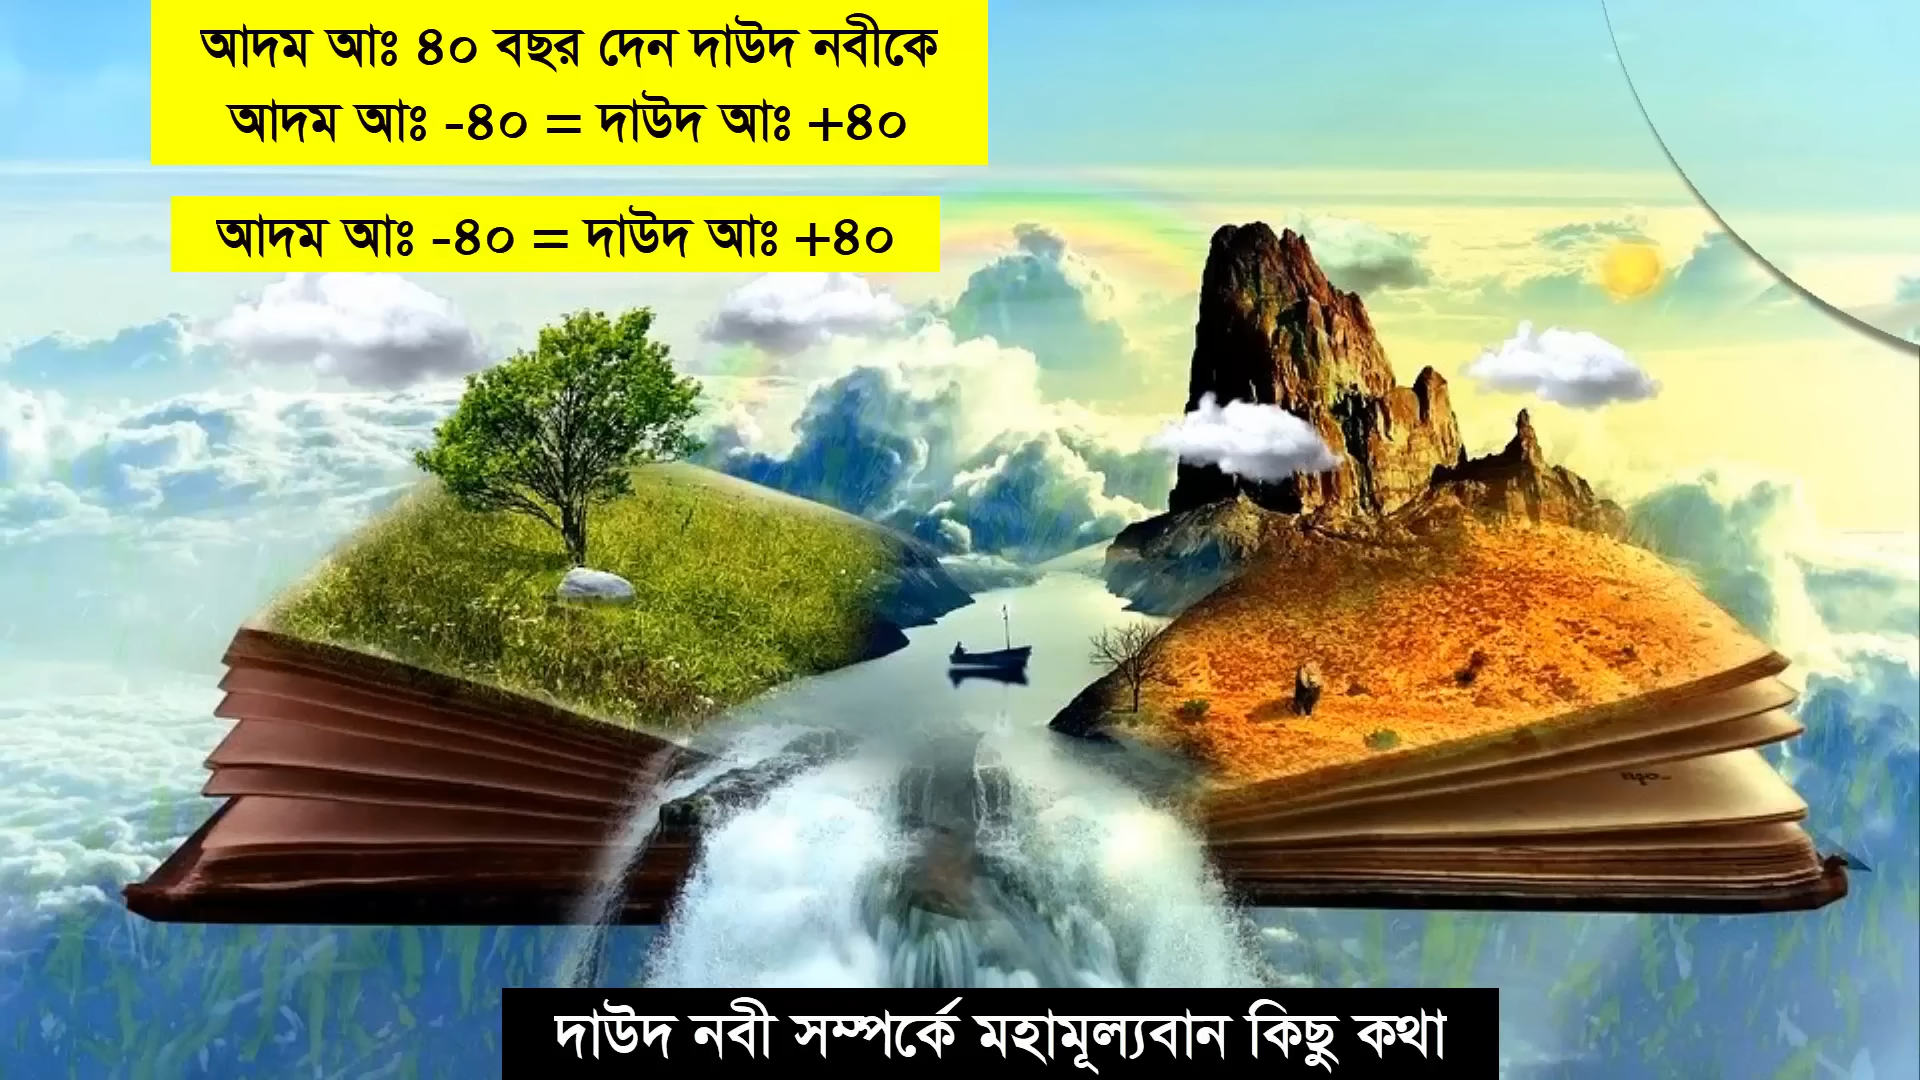 আদম আঃ ৪০ বছর দেন দাউদ নবীকে
আদম আঃ -৪০ = দাউদ আঃ +৪০
আদম আঃ -৪০ = দাউদ আঃ +৪০
দাউদ নবী সম্পর্কে মহামূল্যবান কিছু কথা